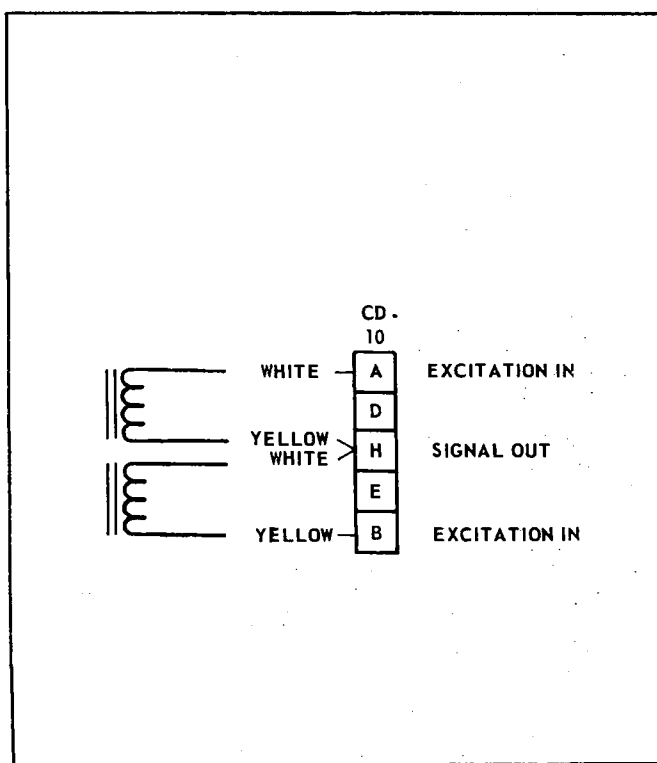 CD.
10
WHITE A EXCITATION IN
D
YELLOW
WHITE H SIGNAL OUT
E
YELLOW B EXCITATION IN